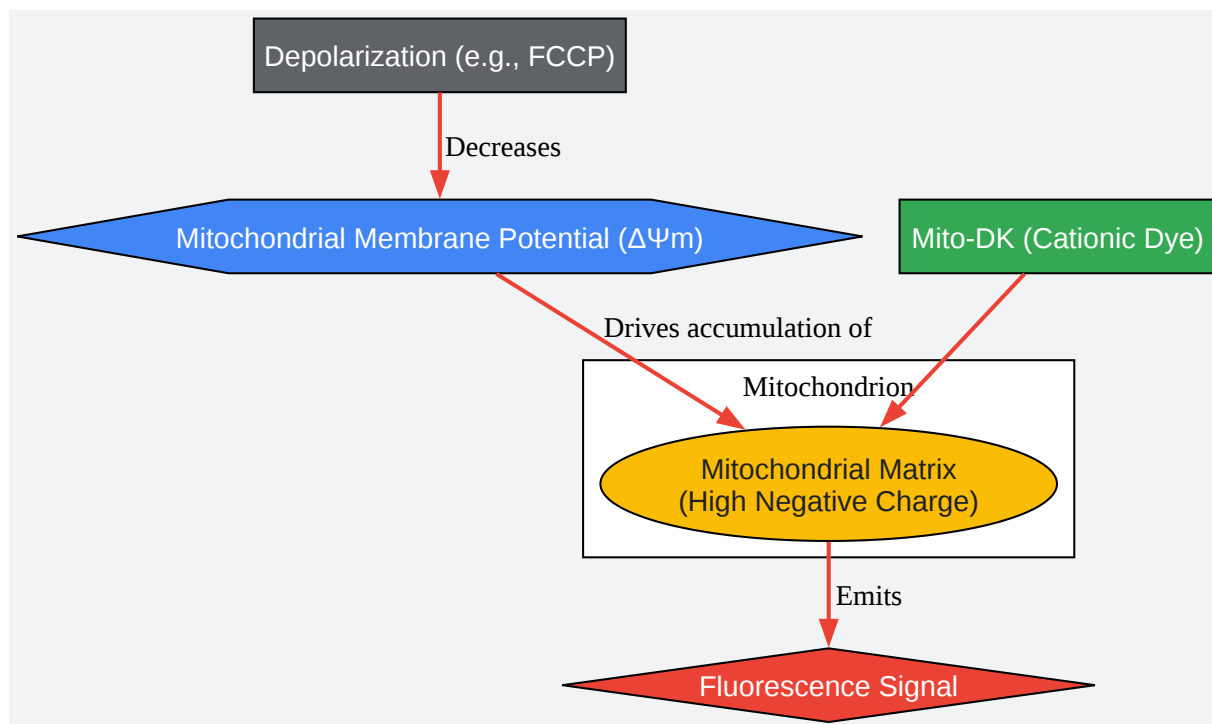 Depolarization (e.g., FCCP)
Decreases
Mitochondrial Membrane Potential (ΔΨm)
Mito-DK (Cationic Dye)
Drives accumulation of
Mitochondrion
Mitochondrial Matrix
(High Negative Charge)
Emits
Fluorescence Signal